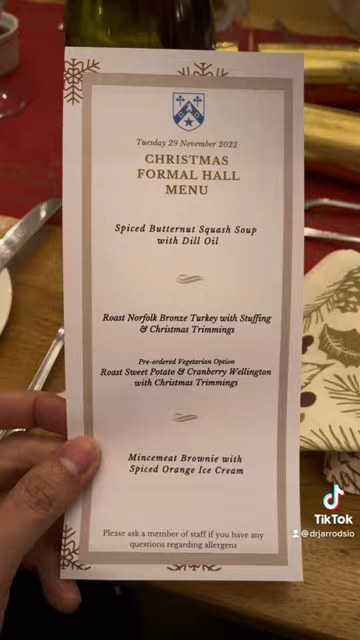 Tuesday 29 November 2022
CHRISTMAS
FORMAL HALL
MENU
Spiced Butternut Squash Soup
with Dill Oil
Roast Norfolk Bronze Turkey with Stuffing
& Christmas Trimmings
Pre-ordered Vegetarian Option
Roast Sweet Potato & Cranberry Wellington
with Christmas Trimmings
Mincemeat Brownie with
Spiced Orange Ice Cream
Please ask a member of staff if you have any
questions regarding allergens
TikTok
@drjarrodsio